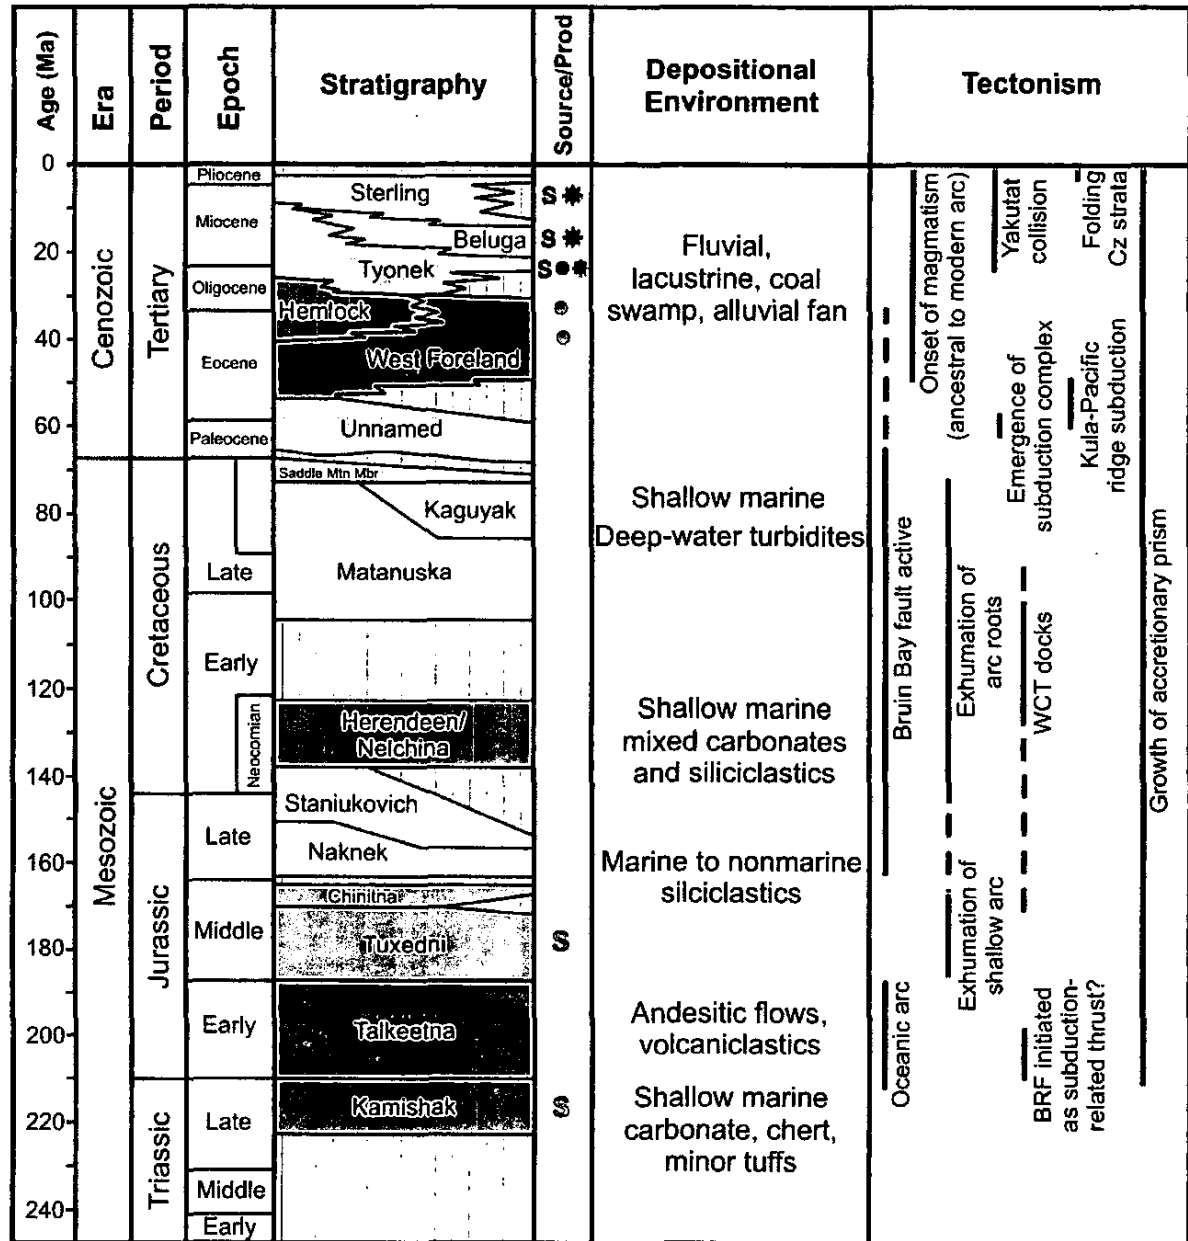 Age (Ma)
Era
Period
Epoch
Stratigraphy
Source/Prod
Depositional
Environment
Tectonism
0
20
40
60
80
100
120
140
160
180
200
220
240
Cenozoic
Mesozoic
Tertiary
Cretaceous
Jurassic
Triassic
Pliocene
Miocene
Oligocene
Eocene
Paleocene
Late
Early
Neocomian
Late
Middle
Early
Late
Middle
Early
Sterling
Beluga
Tyonek
Hemlock
West Foreland
Unnamed
Saddle Mtn Mbr
Kaguyak
Matanuska
Herendeen/
Nelchina
Staniukovich
Naknek
Chinitna
Tuxedni
Talkeetna
Kamishak
S
S
S
S
S
Fluvial,
lacustrine, coal
swamp, alluvial fan
Shallow marine
Deep-water turbidites
Shallow marine
mixed carbonates
and siliciclastics
Marine to nonmarine
silciclastics
Andesitic flows,
volcaniclastics
Shallow marine
carbonate, chert,
minor tuffs
Onset of magmatism
(ancestral to modern arc)
Yakutat
collision
Folding
Cz strata
Emergence of
subduction complex
Kula-Pacific
ridge subduction
Bruin Bay fault active
Exhumation of
arc roots
WCT docks
Growth of accretionary prism
Exhumation of
shallow arc
Oceanic arc
BRF initiated
as subduction-
related thrust?